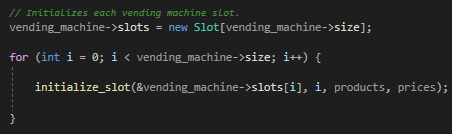 // Initializes each vending machine slot.
vending_machine->slots = new Slot[vending_machine->size];
for (int i = 0; i < vending_machine->size; i++) {
initialize_slot(&vending_machine->slots[i], i, products, prices);
}